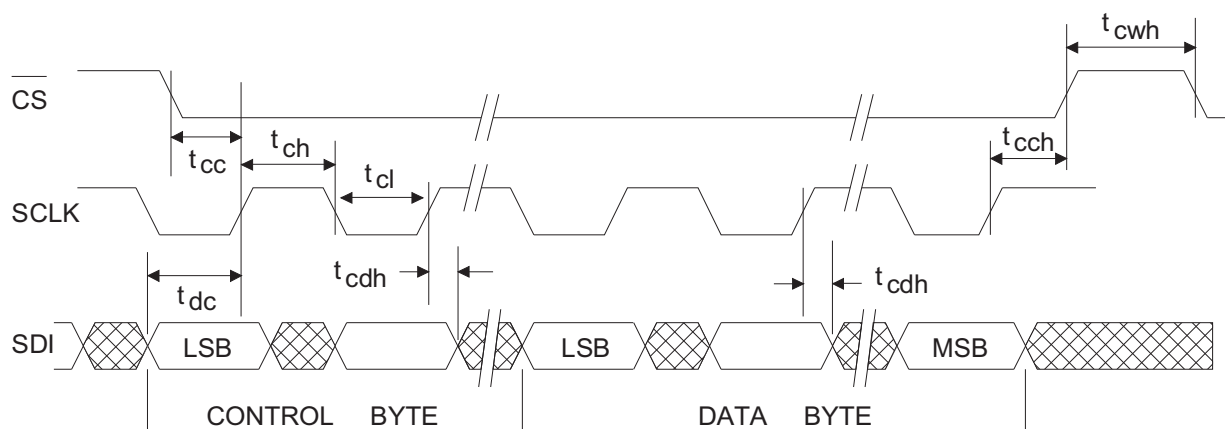 t cwh
CS
t cc
t ch
t cch
t cl
SCLK
t cdh
t cdh
t dc
SDI
LSB
LSB
MSB
CONTROL BYTE
DATA BYTE